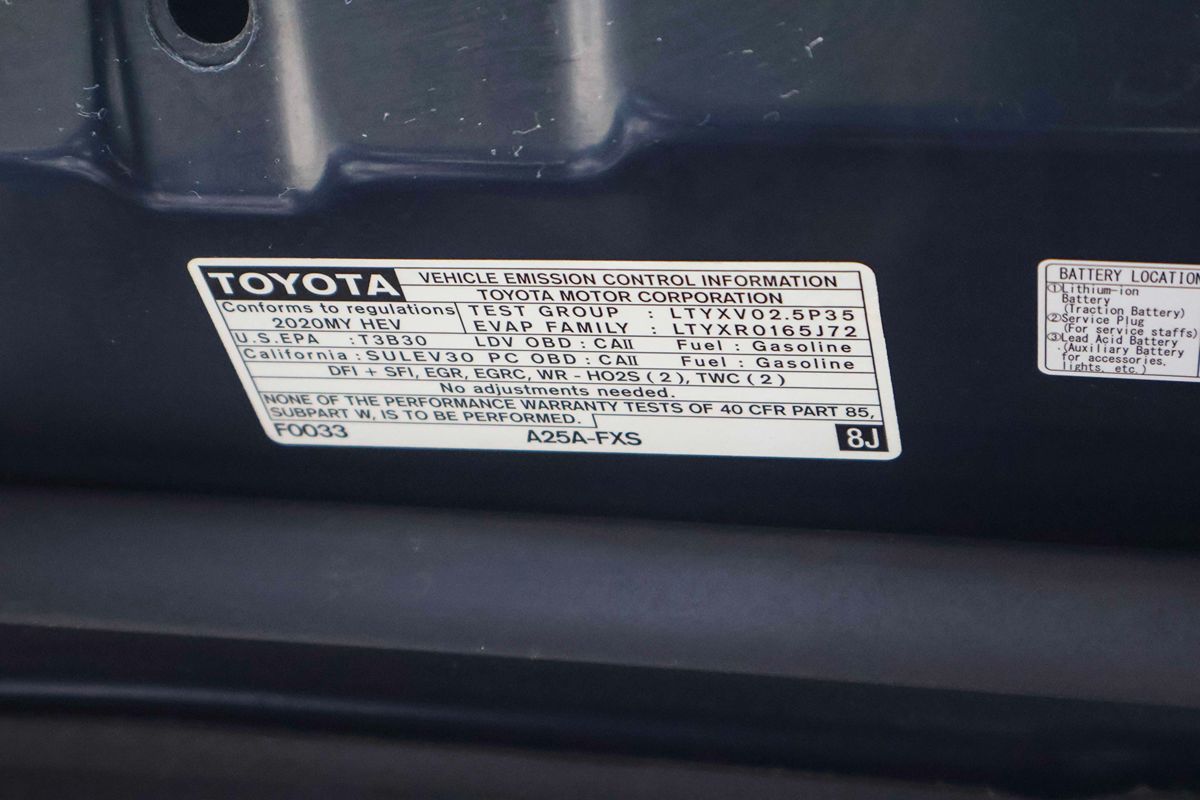 TOYOTA VEHICLE EMISSION CONTROL INFORMATION
TOYOTA MOTOR CORPORATION
Conforms to regulations TEST GROUP : LTYXV02.5P35
2020MY HEV EVAP FAMILY : LTYXR0165J72
U.S.EPA :T3B30 LDV OBD : CAII Fuel : Gasoline
California : SULEV30 PC OBD : CAII Fuel : Gasoline
DFI + SFI, EGR, EGRC, WR - HO2S ( 2 ) , TWC ( 2 )
No adjustments needed.
NONE OF THE PERFORMANCE WARRANTY TESTS OF 40 CFR PART 85,
SUBPART W, IS TO BE PERFORMED.
F0033 A25A-FXS 8J
BATTERY LOCATION
①Lithium-ion
Battery
(Traction Battery)
②Service Plug
(For service staffs)
③Lead Acid Battery
(Auxiliary Battery
for accessories,
lights, etc.)